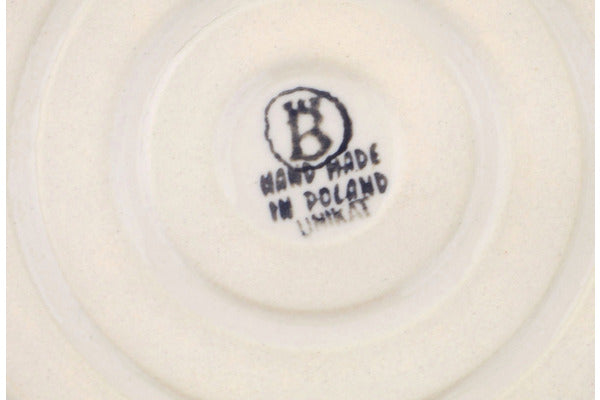 B
HAND MADE
IN POLAND
UNIKAT